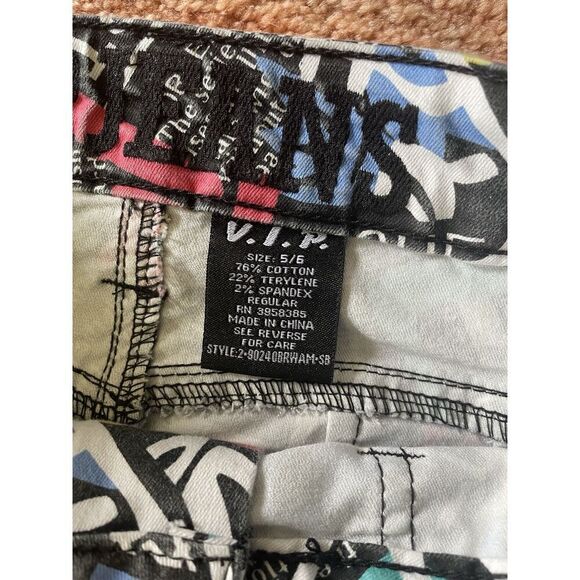 JEANS
V.I.P.
SIZE: 5/6
76% COTTON
22% TERYLENE
2% SPANDEX
REGULAR
RN 3958385
MADE IN CHINA
SEE REVERSE
FOR CARE
STYLE:2-90240BRWAM-SB